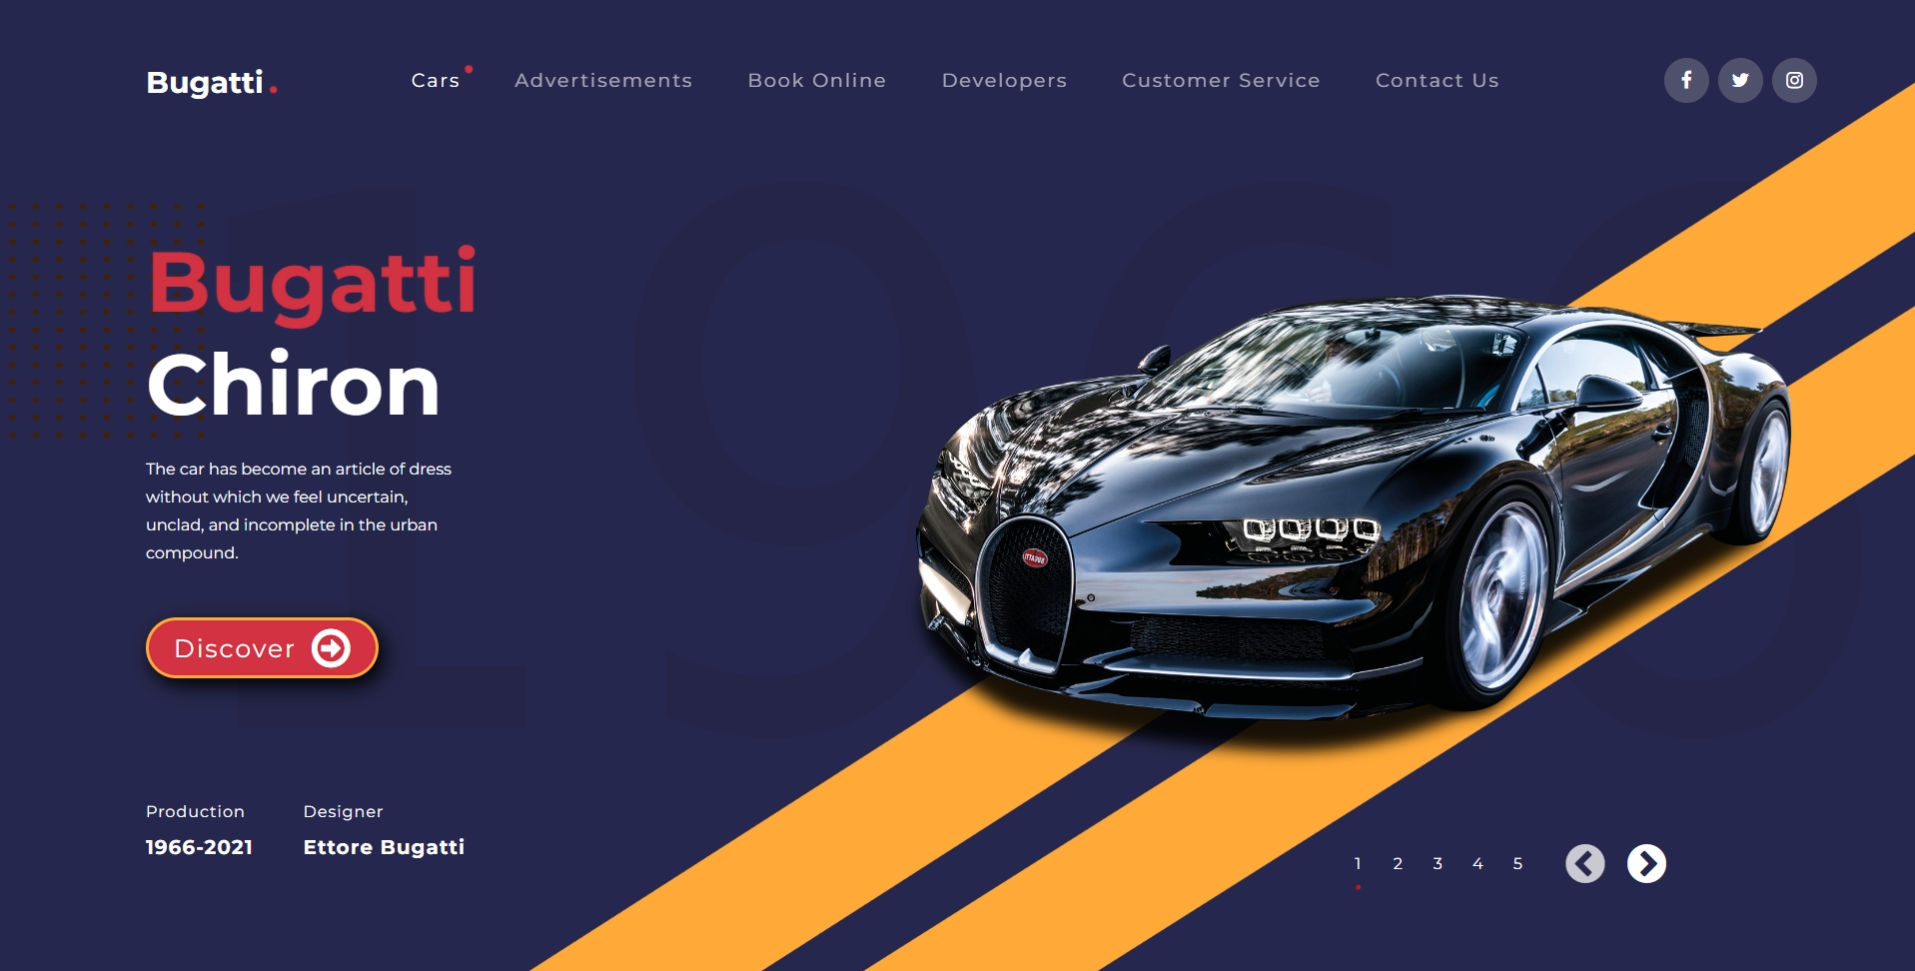 Bugatti.
Cars Advertisements Book Online Developers Customer Service Contact Us
1966
Bugatti
Chiron
The car has become an article of dress
without which we feel uncertain,
unclad, and incomplete in the urban
compound.
Discover
BUGATTI
Production Designer
1966-2021 Ettore Bugatti
1 2 3 4 5